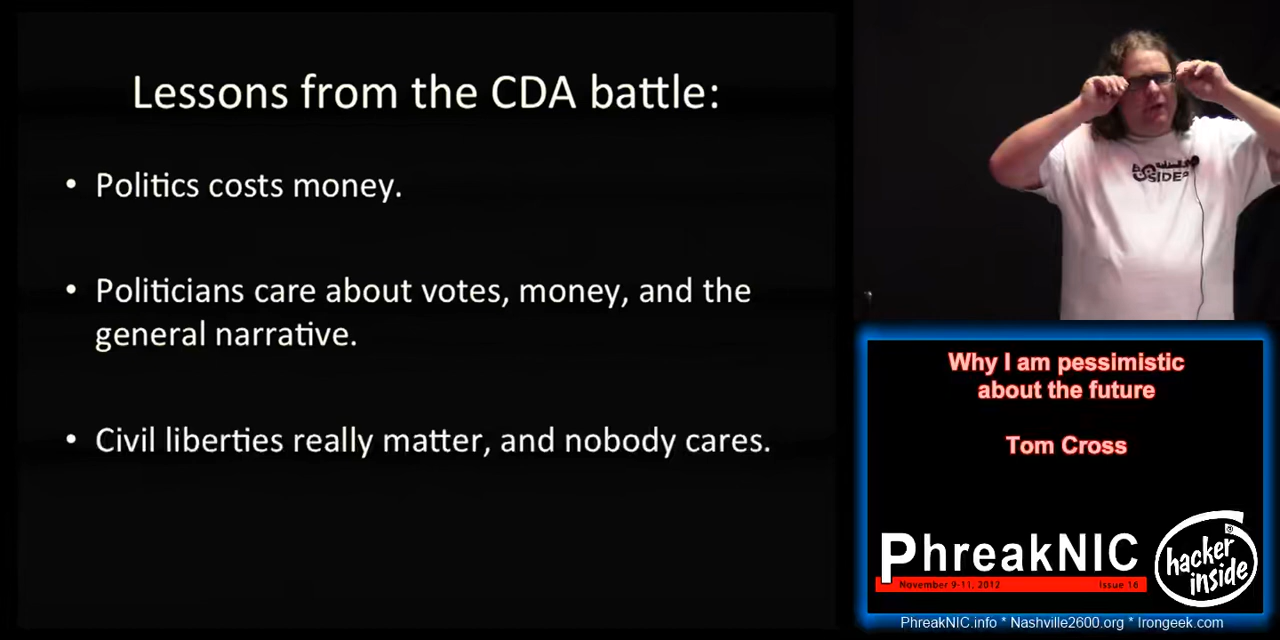 Lessons from the CDA battle:
• Politics costs money.
• Politicians care about votes, money, and the
general narrative.
• Civil liberties really matter, and nobody cares.
SIDE
Why I am pessimistic
about the future
Tom Cross
PhreakNIC
November 9-11, 2012 Issue 16
hacker
inside
PhreakNIC.info * Nashville2600.org * Irongeek.com